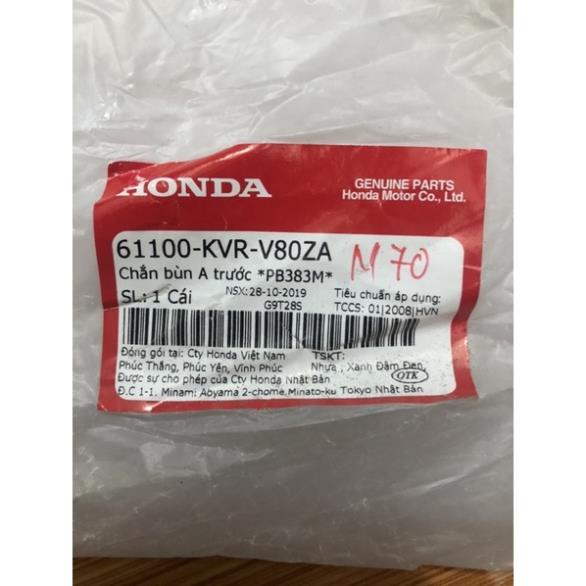 HONDA
GENUINE PARTS
Honda Motor Co., Ltd.
61100-KVR-V80ZA
M 70
Chắn bùn A trước *PB383M*
SL: 1 Cái
NSX:28-10-2019
G9T28S
Tiêu chuẩn áp dụng:
TCCS: 01|2008|HVN
Đóng gói tại: Cty Honda Việt Nam
Phúc Thắng, Phúc Yên, Vĩnh Phúc
Được sự cho phép của Cty Honda Nhật Bản
Đ.C 1-1, Minami Aoyama 2-chome,Minato-ku Tokyo Nhật Bản
TSKT:
Nhựa , Xanh Đậm Đen,
OTK